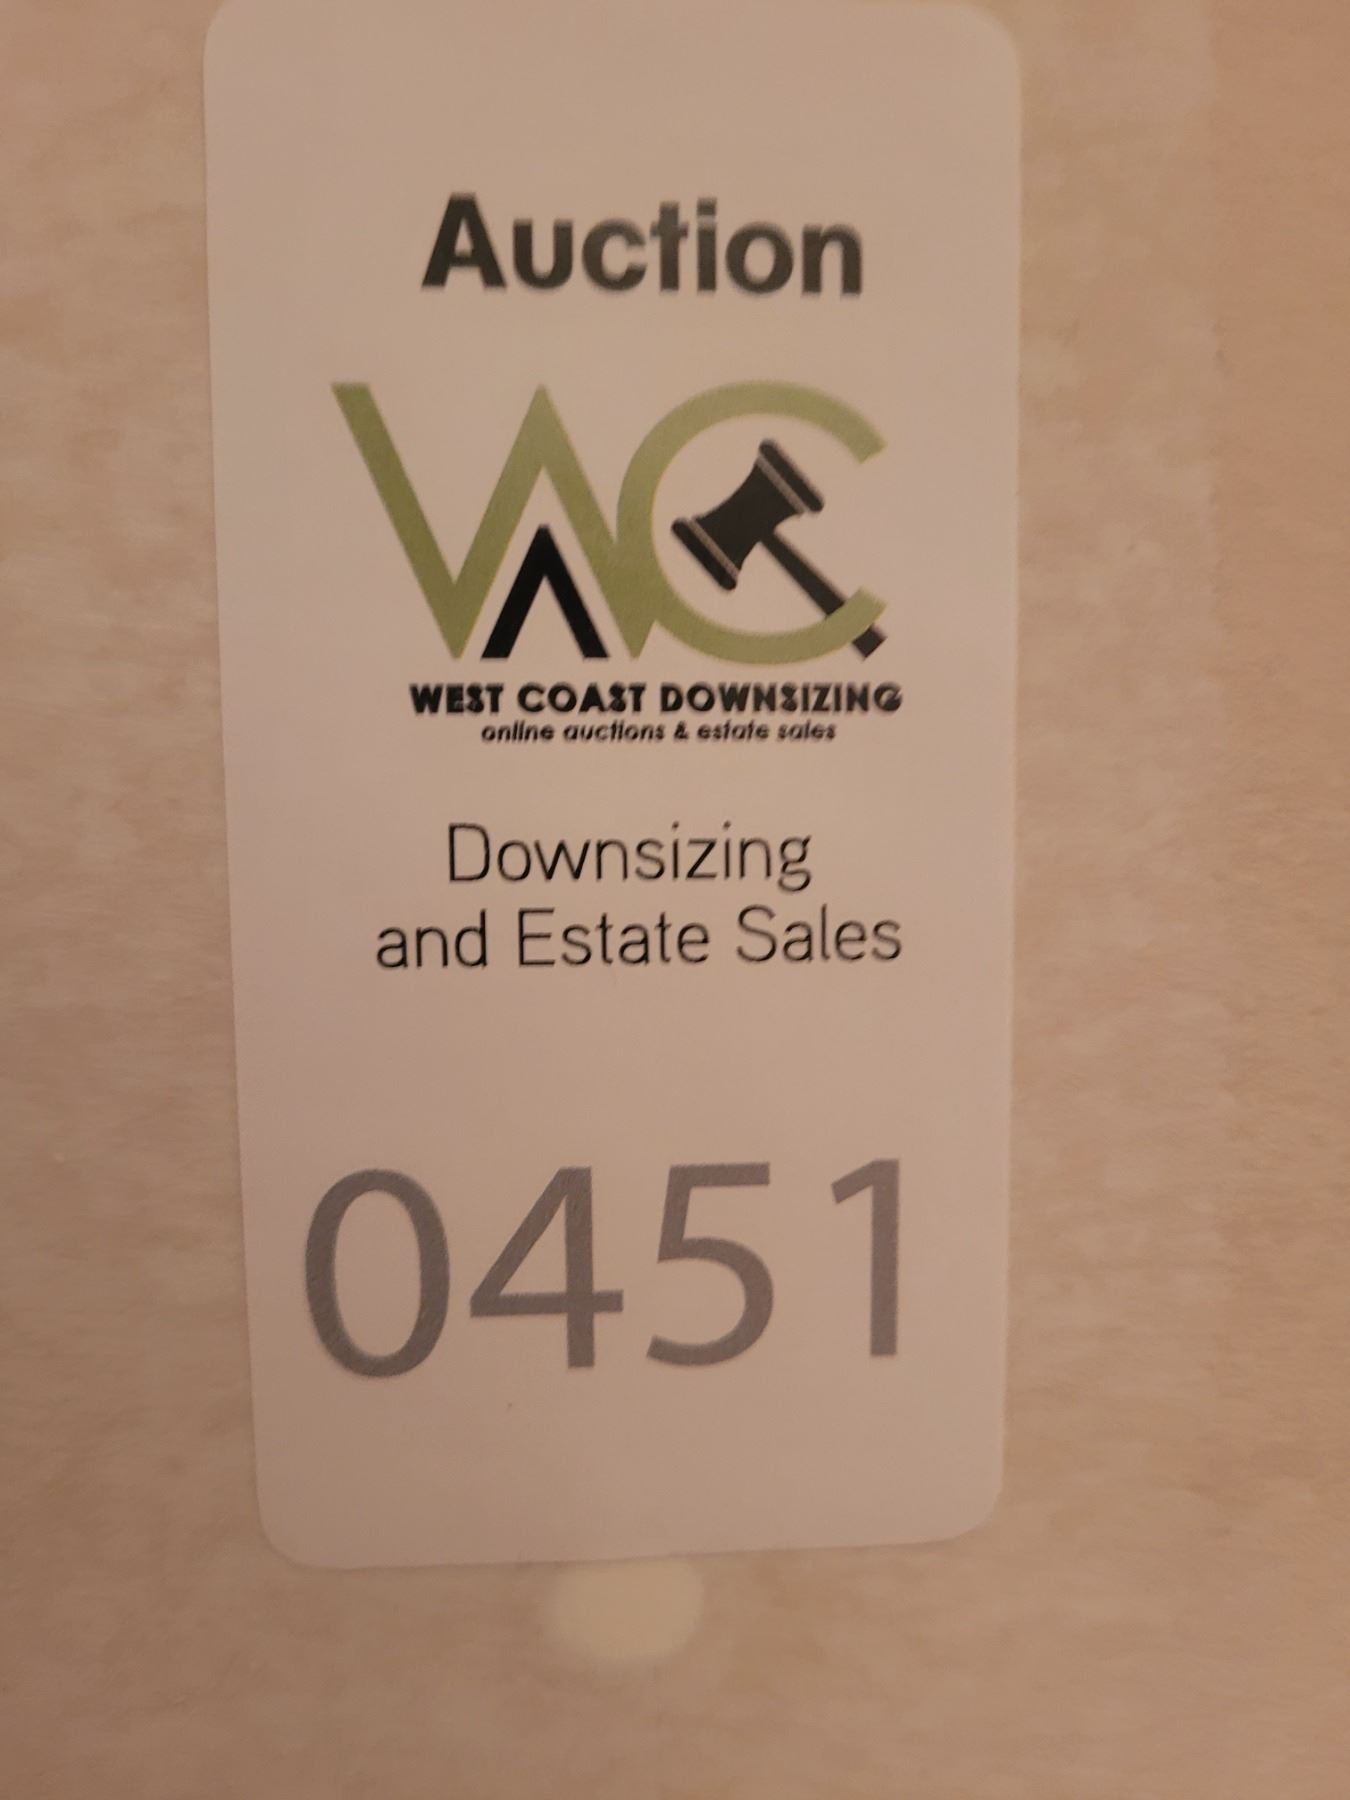 Auction
WC
WEST COAST DOWNSIZING
online auctions & estate sales
Downsizing
and Estate Sales
0451